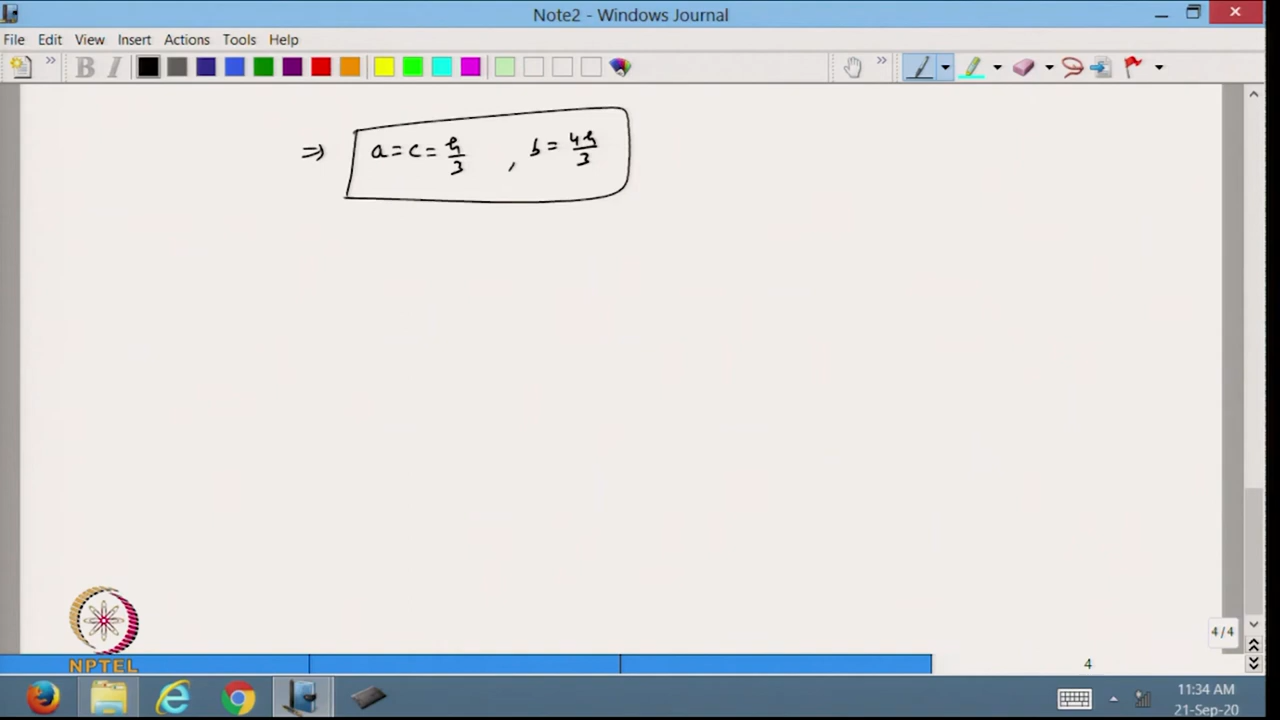 Note2 - Windows Journal
File Edit View Insert Actions Tools Help
B I
⇒ a = c = h/3 , b = 4h/3
4 / 4
NPTEL
4
11:34 AM
21-Sep-20